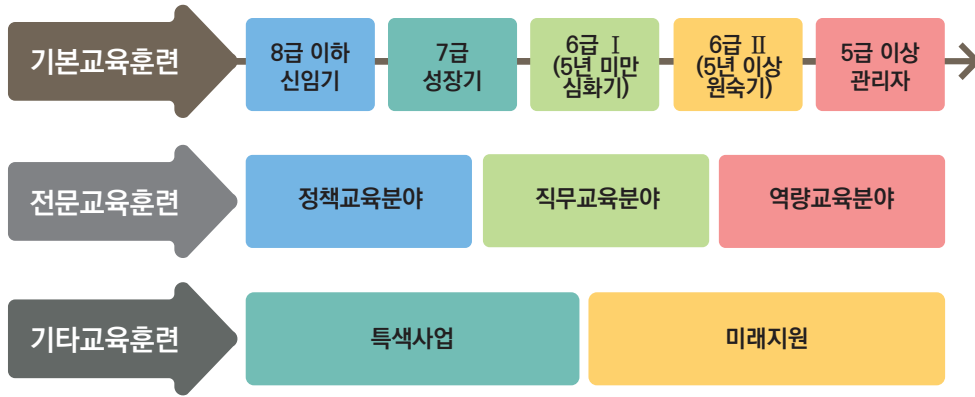 기본교육훈련
8급 이하
신임기
7급
성장기
6급 Ⅰ
(5년 미만
심화기)
6급 Ⅱ
(5년 이상
원숙기)
5급 이상
관리자
전문교육훈련
정책교육분야
직무교육분야
역량교육분야
기타교육훈련
특색사업
미래지원